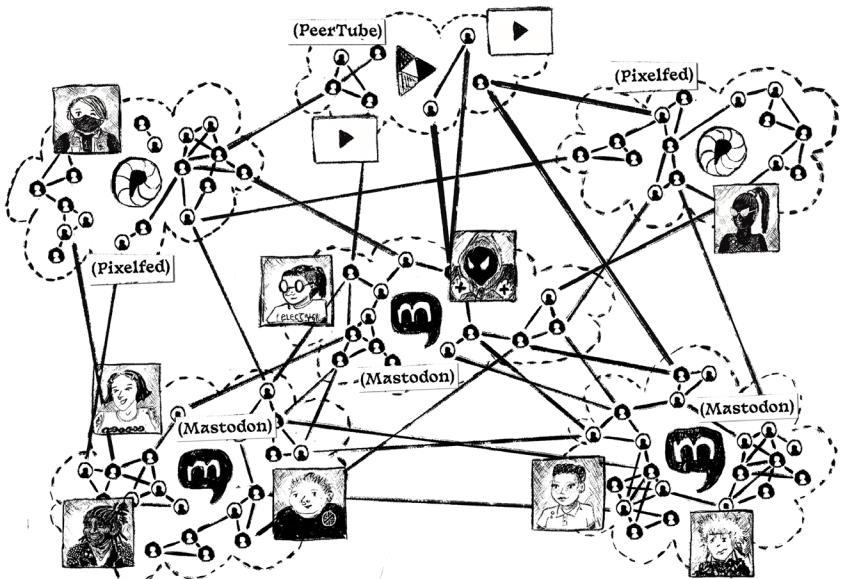 (PeerTube)
(Pixelfed)
(Pixelfed)
m
(Mastodon)
(Mastodon)
(Mastodon)
m
m